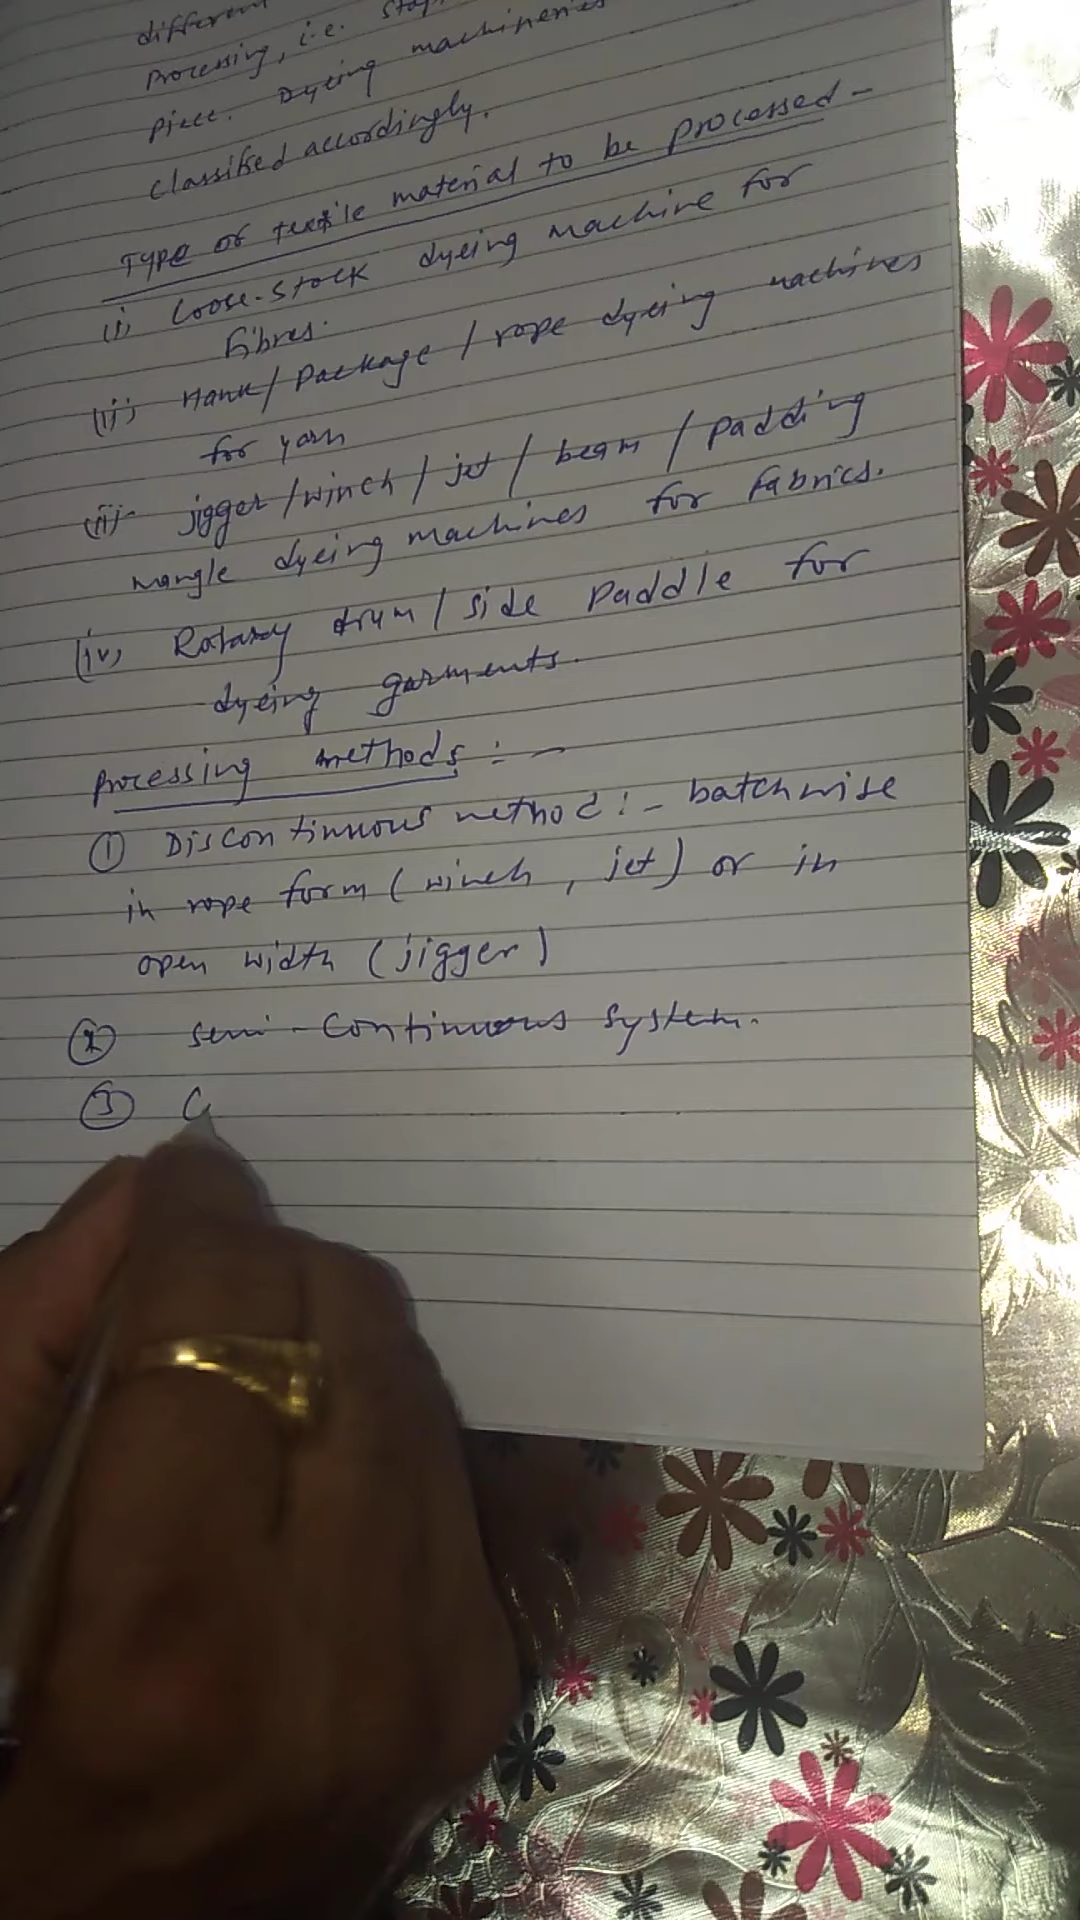 different
Processing, i.e.
piece. Dyeing machineries
classified accordingly.
Type of textile material to be processed-
(i) Loose-stock dyeing machine for
fibres.
(ii) Hank/Package/rope dyeing machines
for yarn
(iii) jigger/winch/jet/beam/padding
mangle dyeing machines for fabrics.
(iv) Rotary drum/side paddle for
dyeing garments.
Processing methods:-
① Discontinuous method:- batchwise
in rope form (winch, jet) or in
open width (jigger)
② semi-continuous system.
③ C